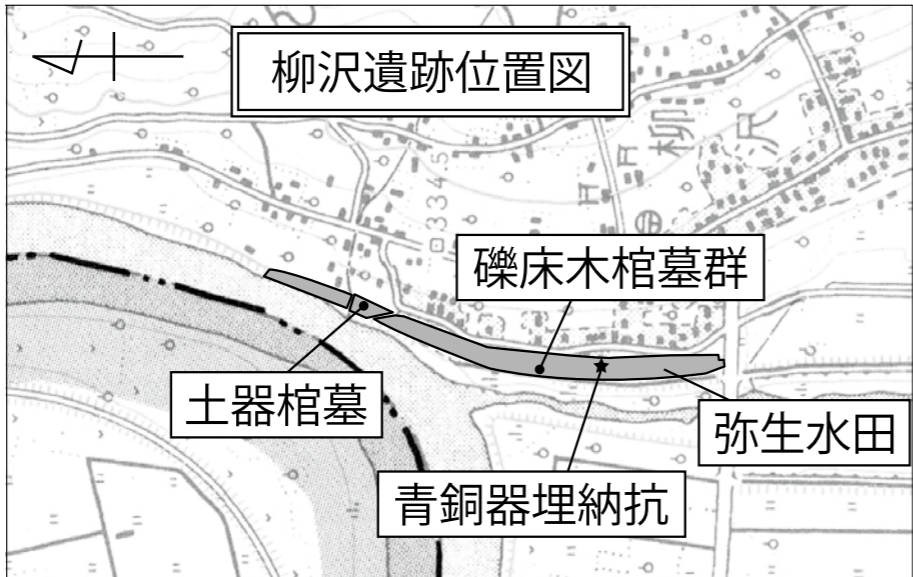 柳沢遺跡位置図
柳
沢
334.5
礫床木棺墓群
土器棺墓
弥生水田
青銅器埋納抗